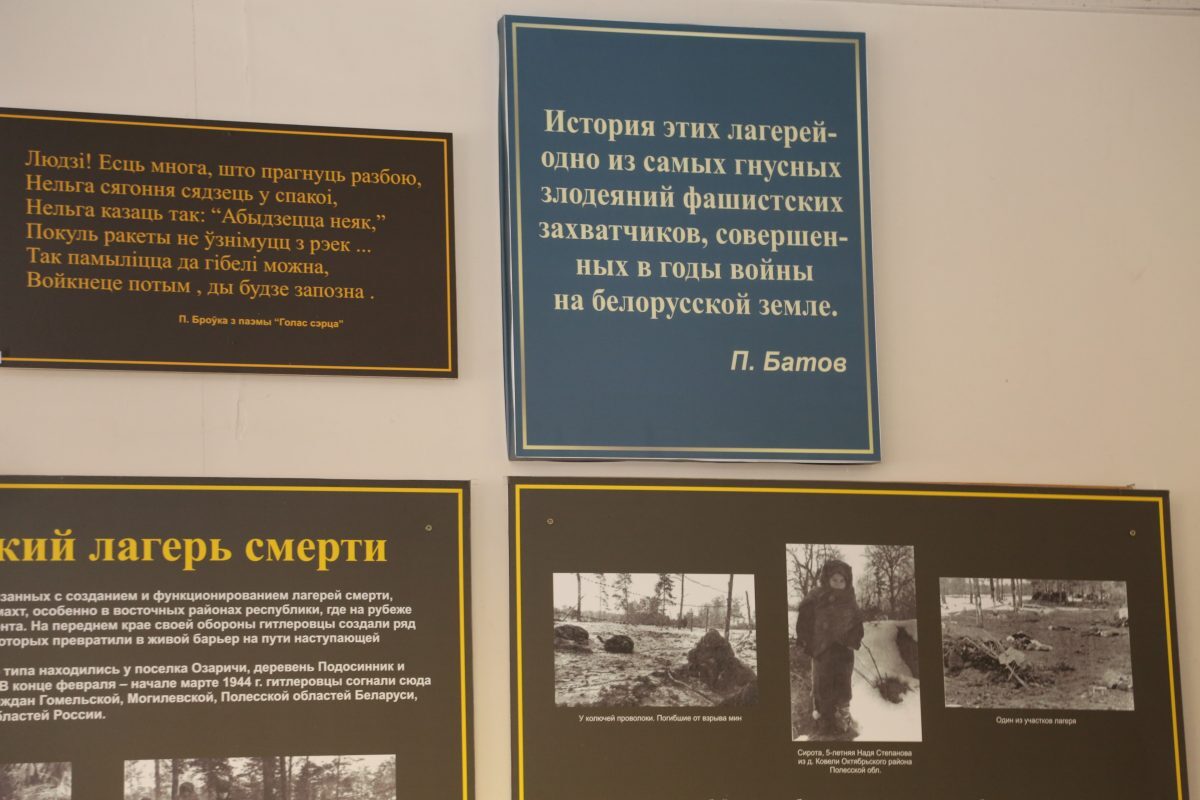 Людзі! Есць многа, што прагнуць разбою,
Нельга сягоння сядзець у спакоі,
Нельга казаць так: “Абыдзецца неяк,”
Покуль ракеты не ўзнімуцц з рэек ...
Так памыліцца да гібелі можна,
Войкнеце потым , ды будзе запозна .
П. Броўка з паэмы “Голас сэрца”
История этих лагерей-
одно из самых гнусных
злодеяний фашистских
захватчиков, совершен-
ных в годы войны
на белорусской земле.
П. Батов
кий лагерь смерти
занных с созданием и функционированием лагерей смерти,
махт, особенно в восточных районах республики, где на рубеже
нта. На переднем крае своей обороны гитлеровцы создали ряд
оторых превратили в живой барьер на пути наступающей
типа находились у поселка Озаричи, деревень Подосинник и
В конце февраля – начале марте 1944 г. гитлеровцы согнали сюда
ждан Гомельской, Могилевской, Полесской областей Беларуси,
бластей России.
У колючей проволоки. Погибшие от взрыва мин
Сирота, 5-летняя Надя Степанова
из д. Ковели Октябрьского района
Полесской обл.
Один из участков лагеря